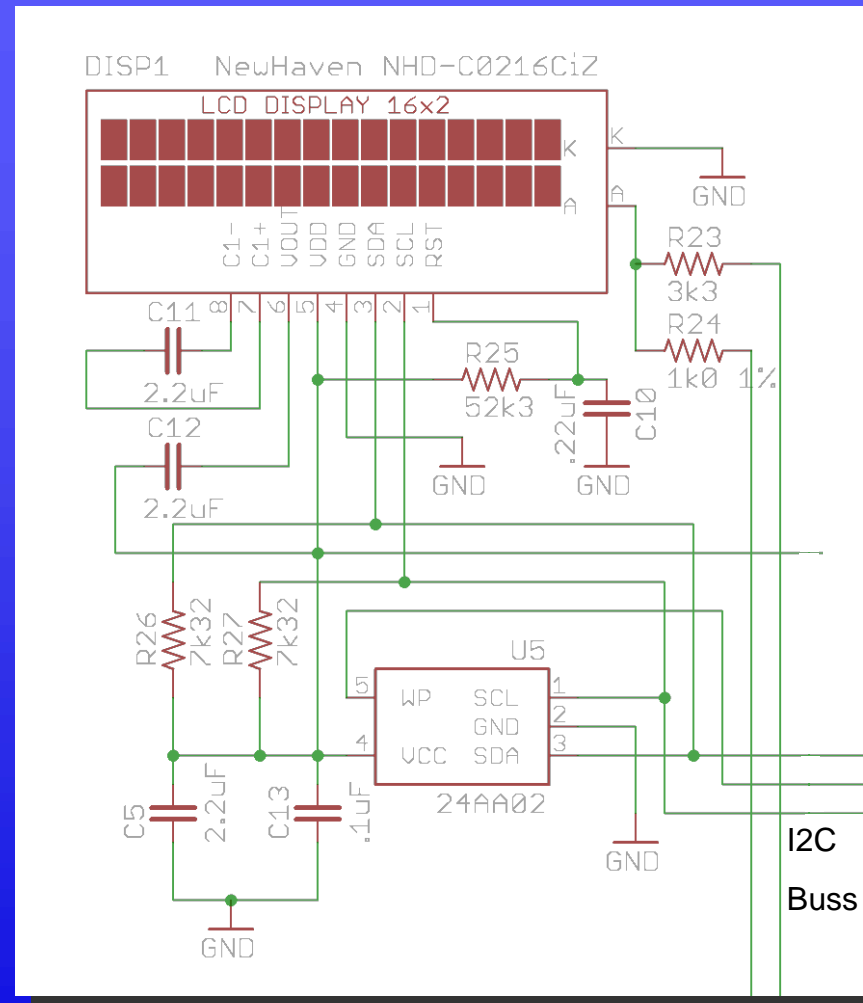 DISP1 NewHaven NHD-C0216CiZ
LCD DISPLAY 16x2
K K
A A
GND
C1- C1+ VOUT VDD GND SDA SCL RST
8 7 6 5 4 3 2 1
R23
3k3
R24
1k0 1%
C11
2.2uF
R25
52k3
.22uF C10
C12
2.2uF
GND GND
R26 7k32 R27 7k32
U5
5 WP SCL 1
GND 2
4 VCC SDA 3
24AA02
C5 2.2uF C13 .1uF
GND
I2C
Buss
GND